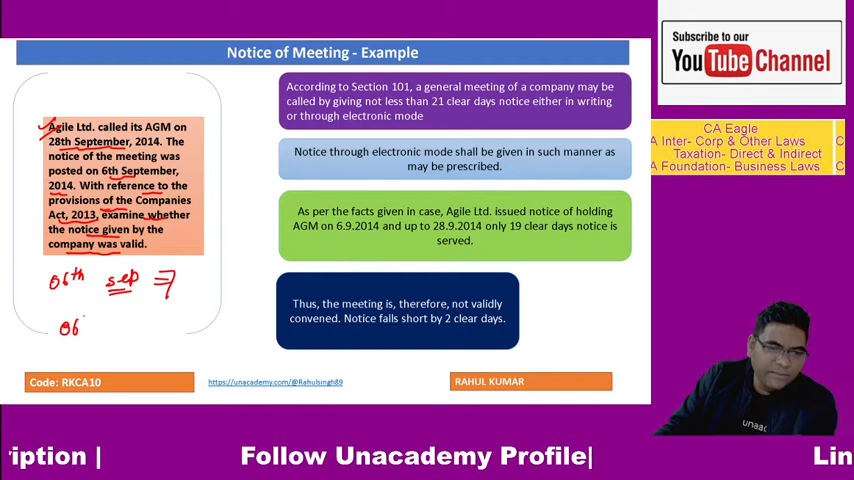 Notice of Meeting - Example
Agile Ltd. called its AGM on
28th September, 2014. The
notice of the meeting was
posted on 6th September,
2014. With reference to the
provisions of the Companies
Act, 2013, examine whether
the notice given by the
company was valid.
06th sep
06
According to Section 101, a general meeting of a company may be
called by giving not less than 21 clear days notice either in writing
or through electronic mode
Notice through electronic mode shall be given in such manner as
may be prescribed.
As per the facts given in case, Agile Ltd. issued notice of holding
AGM on 6.9.2014 and up to 28.9.2014 only 19 clear days notice is
served.
Thus, the meeting is, therefore, not validly
convened. Notice falls short by 2 clear days.
Code: RKCA10
https://unacademy.com/@Rahulsingh89
RAHUL KUMAR
Subscribe to our
YouTube Channel
CA Eagle
A Inter- Corp & Other Laws
Taxation- Direct & Indirect
A Foundation- Business Laws
unaac
iption |
Follow Unacademy Profile|
Lin